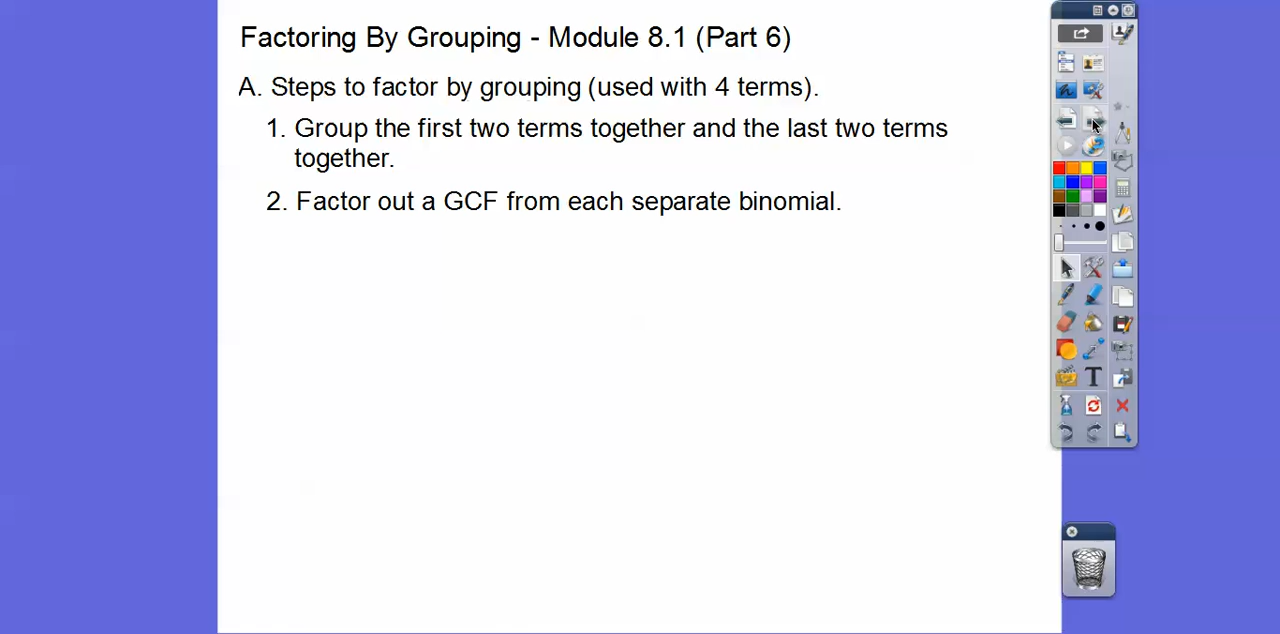 Factoring By Grouping - Module 8.1 (Part 6)
A. Steps to factor by grouping (used with 4 terms).
1. Group the first two terms together and the last two terms
together.
2. Factor out a GCF from each separate binomial.